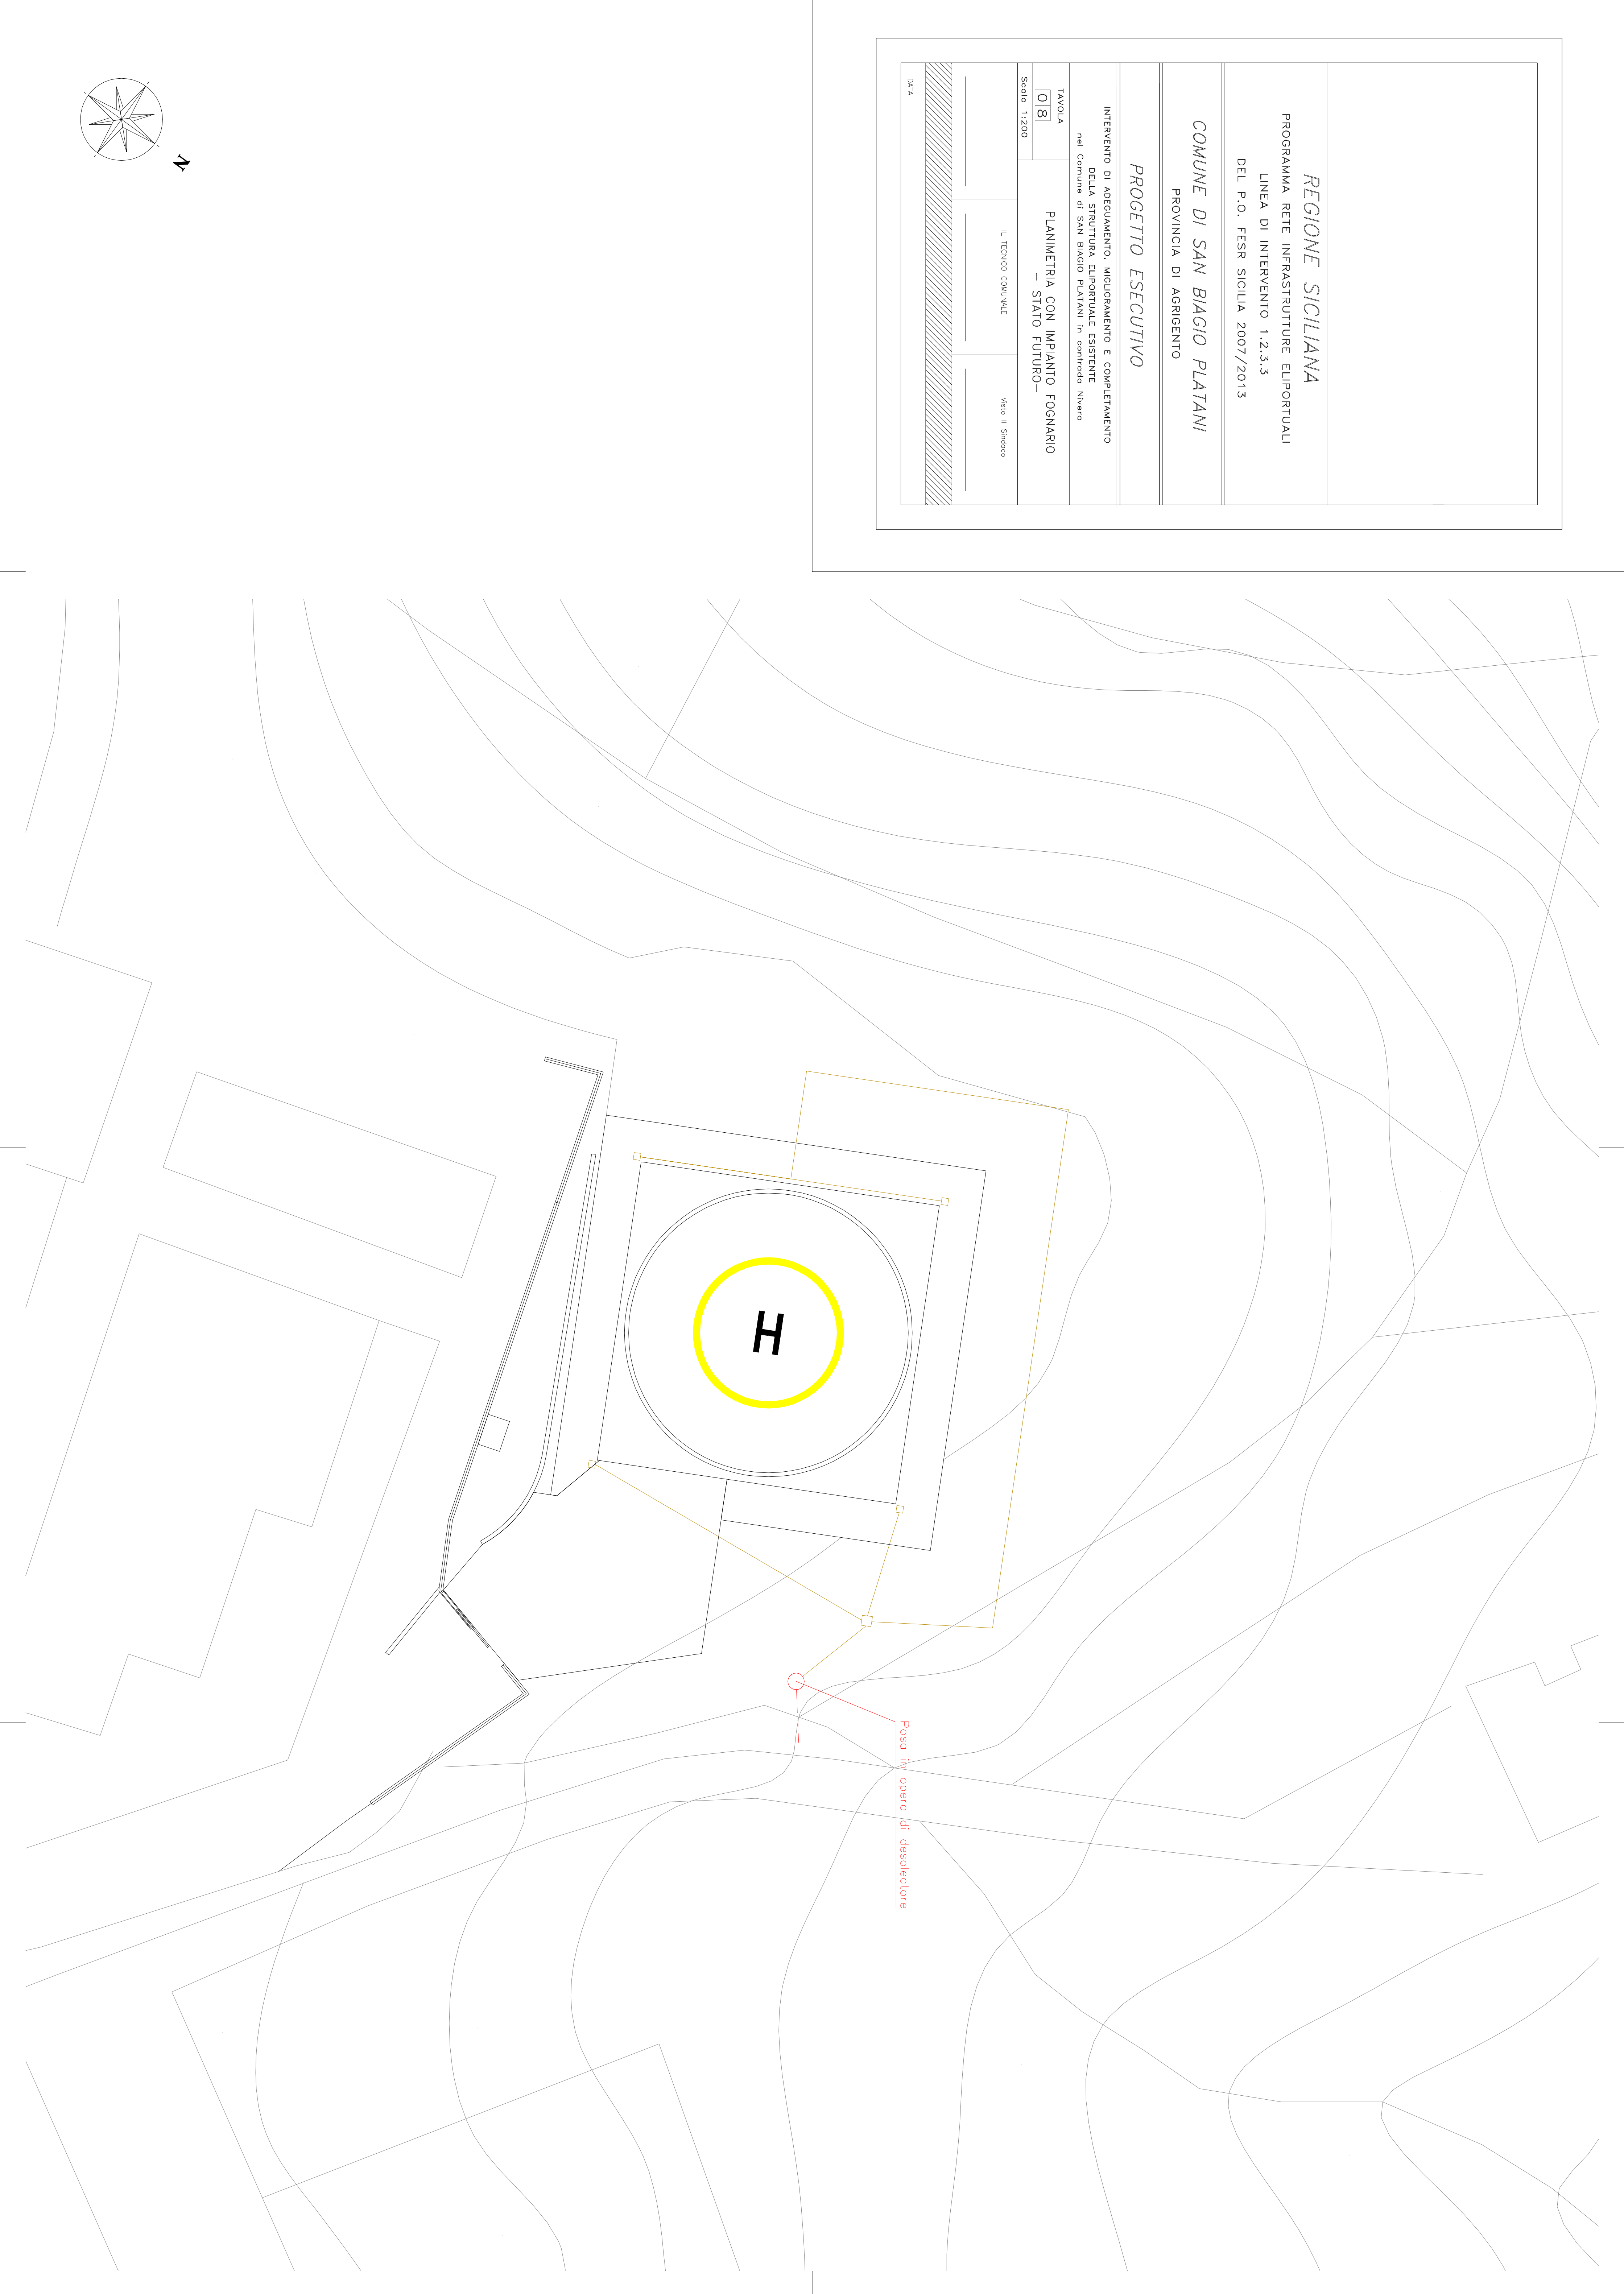 REGIONE SICILIANA
PROGRAMMA RETE INFRASTRUTTURE ELIPORTUALI
LINEA DI INTERVENTO 1.2.3.3
DEL P.O. FESR SICILIA 2007/2013
COMUNE DI SAN BIAGIO PLATANI
PROVINCIA DI AGRIGENTO
PROGETTO ESECUTIVO
INTERVENTO DI ADEGUAMENTO, MIGLIORAMENTO E COMPLETAMENTO
DELLA STRUTTURA ELIPORTUALE ESISTENTE
nel Comune di SAN BIAGIO PLATANI in contrada Nivera
TAVOLA
08
Scala 1:200
PLANIMETRIA CON IMPIANTO FOGNARIO
- STATO FUTURO-
IL TECNICO COMUNALE
Visto Il Sindaco
DATA
N
H
Posa in opera di desoleatore